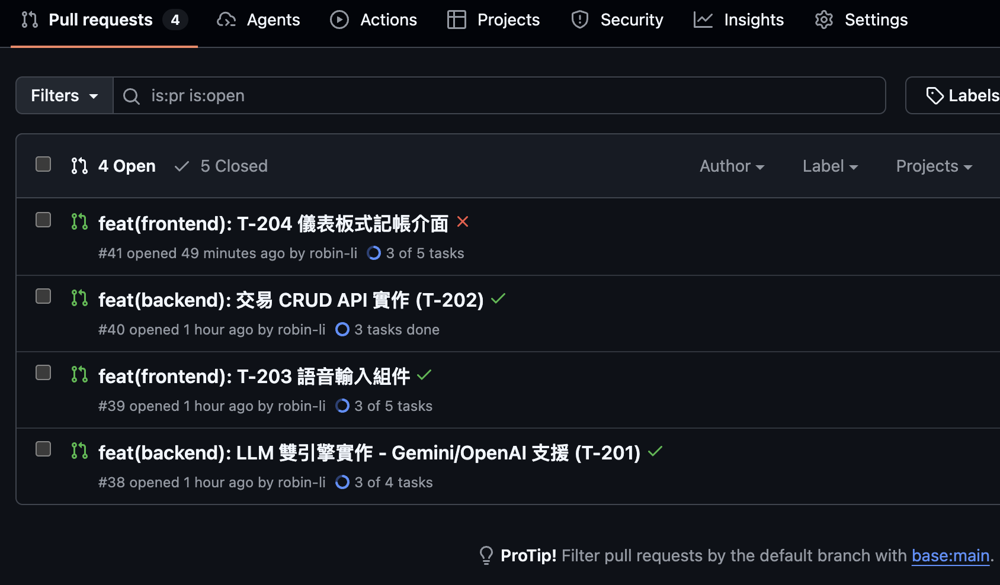 Pull requests 4 Agents Actions Projects Security Insights Settings
Filters is:pr is:open Labels
4 Open 5 Closed Author Label Projects
feat(frontend): T-204 儀表板式記帳介面
#41 opened 49 minutes ago by robin-li 3 of 5 tasks
feat(backend): 交易 CRUD API 實作 (T-202)
#40 opened 1 hour ago by robin-li 3 tasks done
feat(frontend): T-203 語音輸入組件
#39 opened 1 hour ago by robin-li 3 of 5 tasks
feat(backend): LLM 雙引擎實作 - Gemini/OpenAI 支援 (T-201)
#38 opened 1 hour ago by robin-li 3 of 4 tasks
ProTip! Filter pull requests by the default branch with base:main.